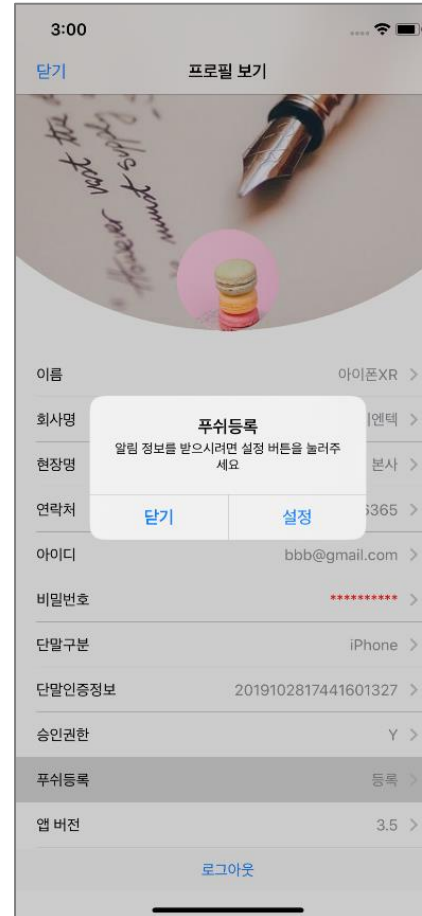 3:00
닫기 프로필 보기
However
이름 아이폰XR
회사명 엔텍
현장명 본사
푸쉬등록
알림 정보를 받으시려면 설정 버튼을 눌러주
세요
닫기 설정
연락처 6365
아이디 bbb@gmail.com
비밀번호 **********
단말구분 iPhone
단말인증정보 2019102817441601327
승인권한 Y
푸쉬등록 등록
앱 버전 3.5
로그아웃